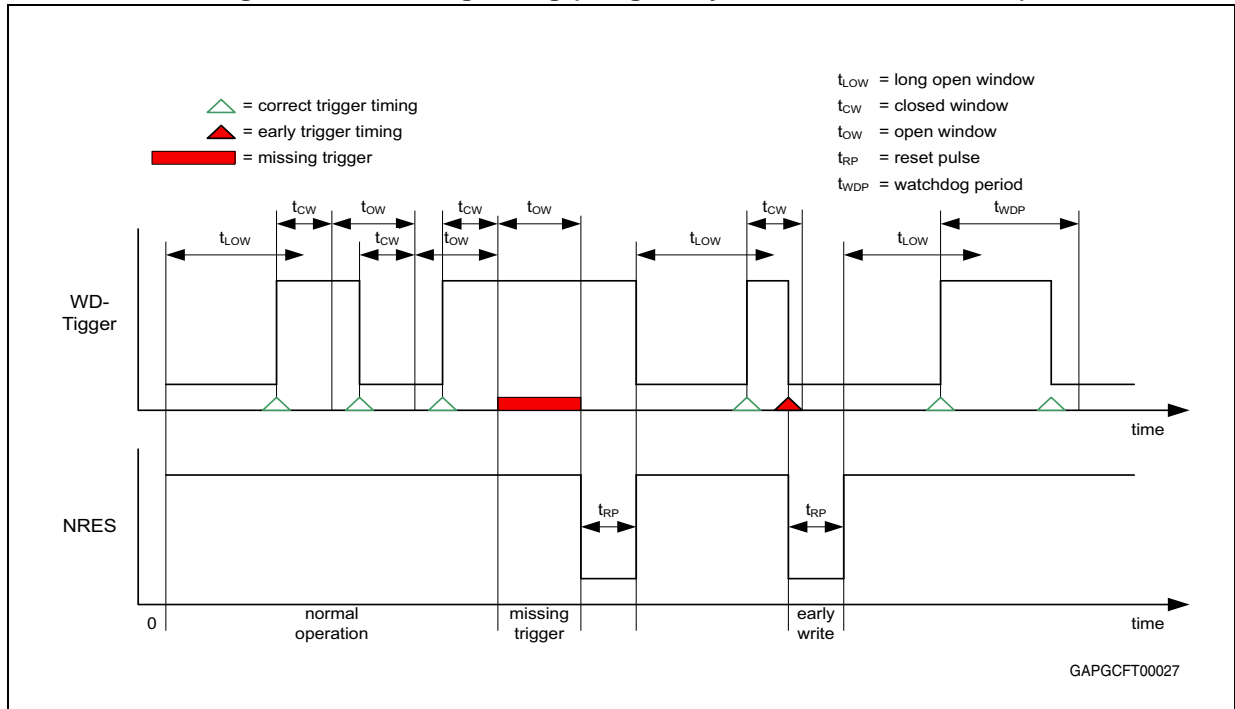 = correct trigger timing
= early trigger timing
= missing trigger
tLOW = long open window
tCW = closed window
tOW = open window
tRP = reset pulse
tWDP = watchdog period
tCW tOW tCW tOW tCW tWDP
tLOW tCW tOW tLOW tLOW
WD-
Tigger
time
NRES
tRP tRP
0 normal missing early time
operation trigger write
GAPGCFT00027